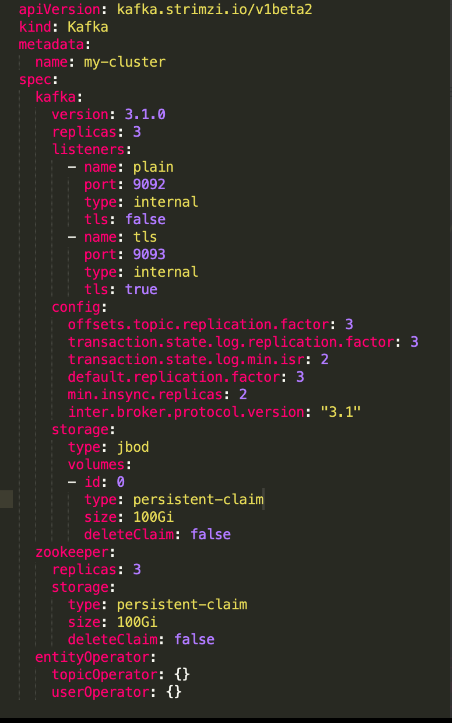 apiVersion: kafka.strimzi.io/v1beta2
kind: Kafka
metadata:
  name: my-cluster
spec:
  kafka:
    version: 3.1.0
    replicas: 3
    listeners:
      - name: plain
        port: 9092
        type: internal
        tls: false
      - name: tls
        port: 9093
        type: internal
        tls: true
    config:
      offsets.topic.replication.factor: 3
      transaction.state.log.replication.factor: 3
      transaction.state.log.min.isr: 2
      default.replication.factor: 3
      min.insync.replicas: 2
      inter.broker.protocol.version: "3.1"
    storage:
      type: jbod
      volumes:
      - id: 0
        type: persistent-claim
        size: 100Gi
        deleteClaim: false
  zookeeper:
    replicas: 3
    storage:
      type: persistent-claim
      size: 100Gi
      deleteClaim: false
  entityOperator:
    topicOperator: {}
    userOperator: {}